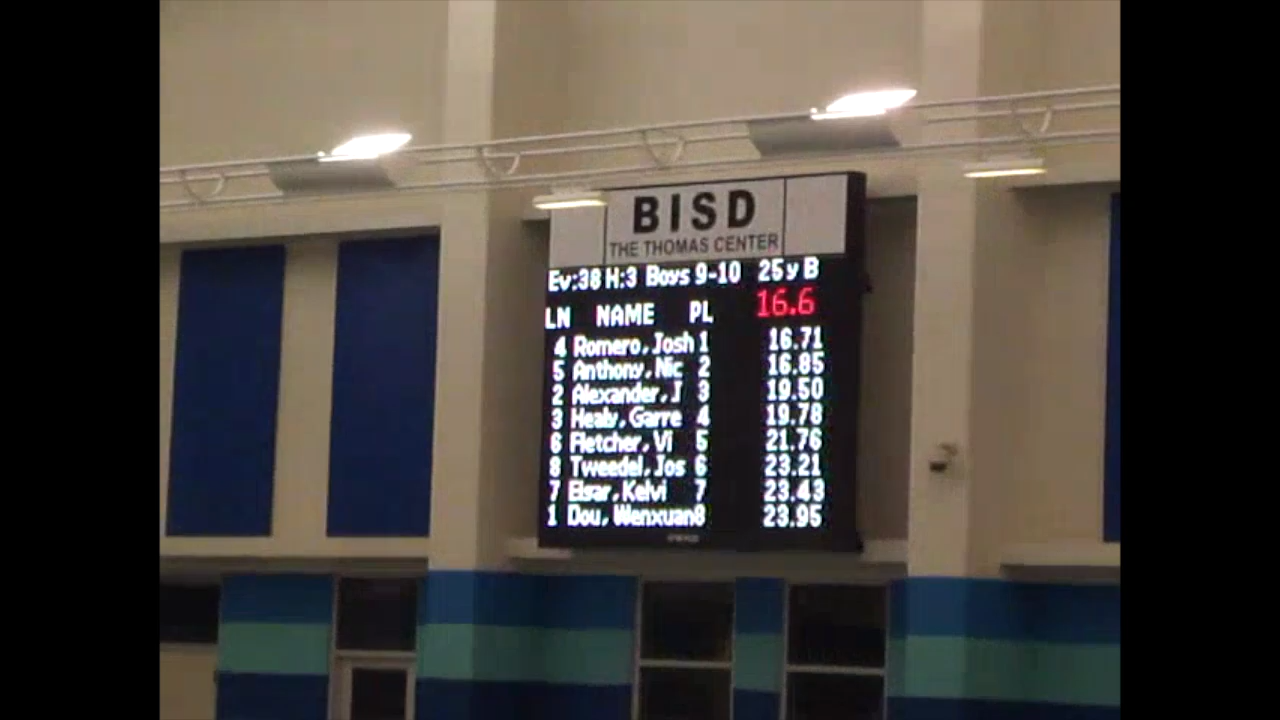 BISD
THE THOMAS CENTER
Ev:38 H:3 Boys 9-10 25 y B
16.6
LN NAME PL
4 Romero, Josh 1 16.71
5 Anthony, Nic 2 16.85
2 Alexander, J 3 19.50
3 Healy, Garre 4 19.78
6 Fletcher, Vi 5 21.76
8 Tweedel, Jos 6 23.21
7 Elsar, Kelvi 7 23.43
1 Dou, Wenxuan8 23.95